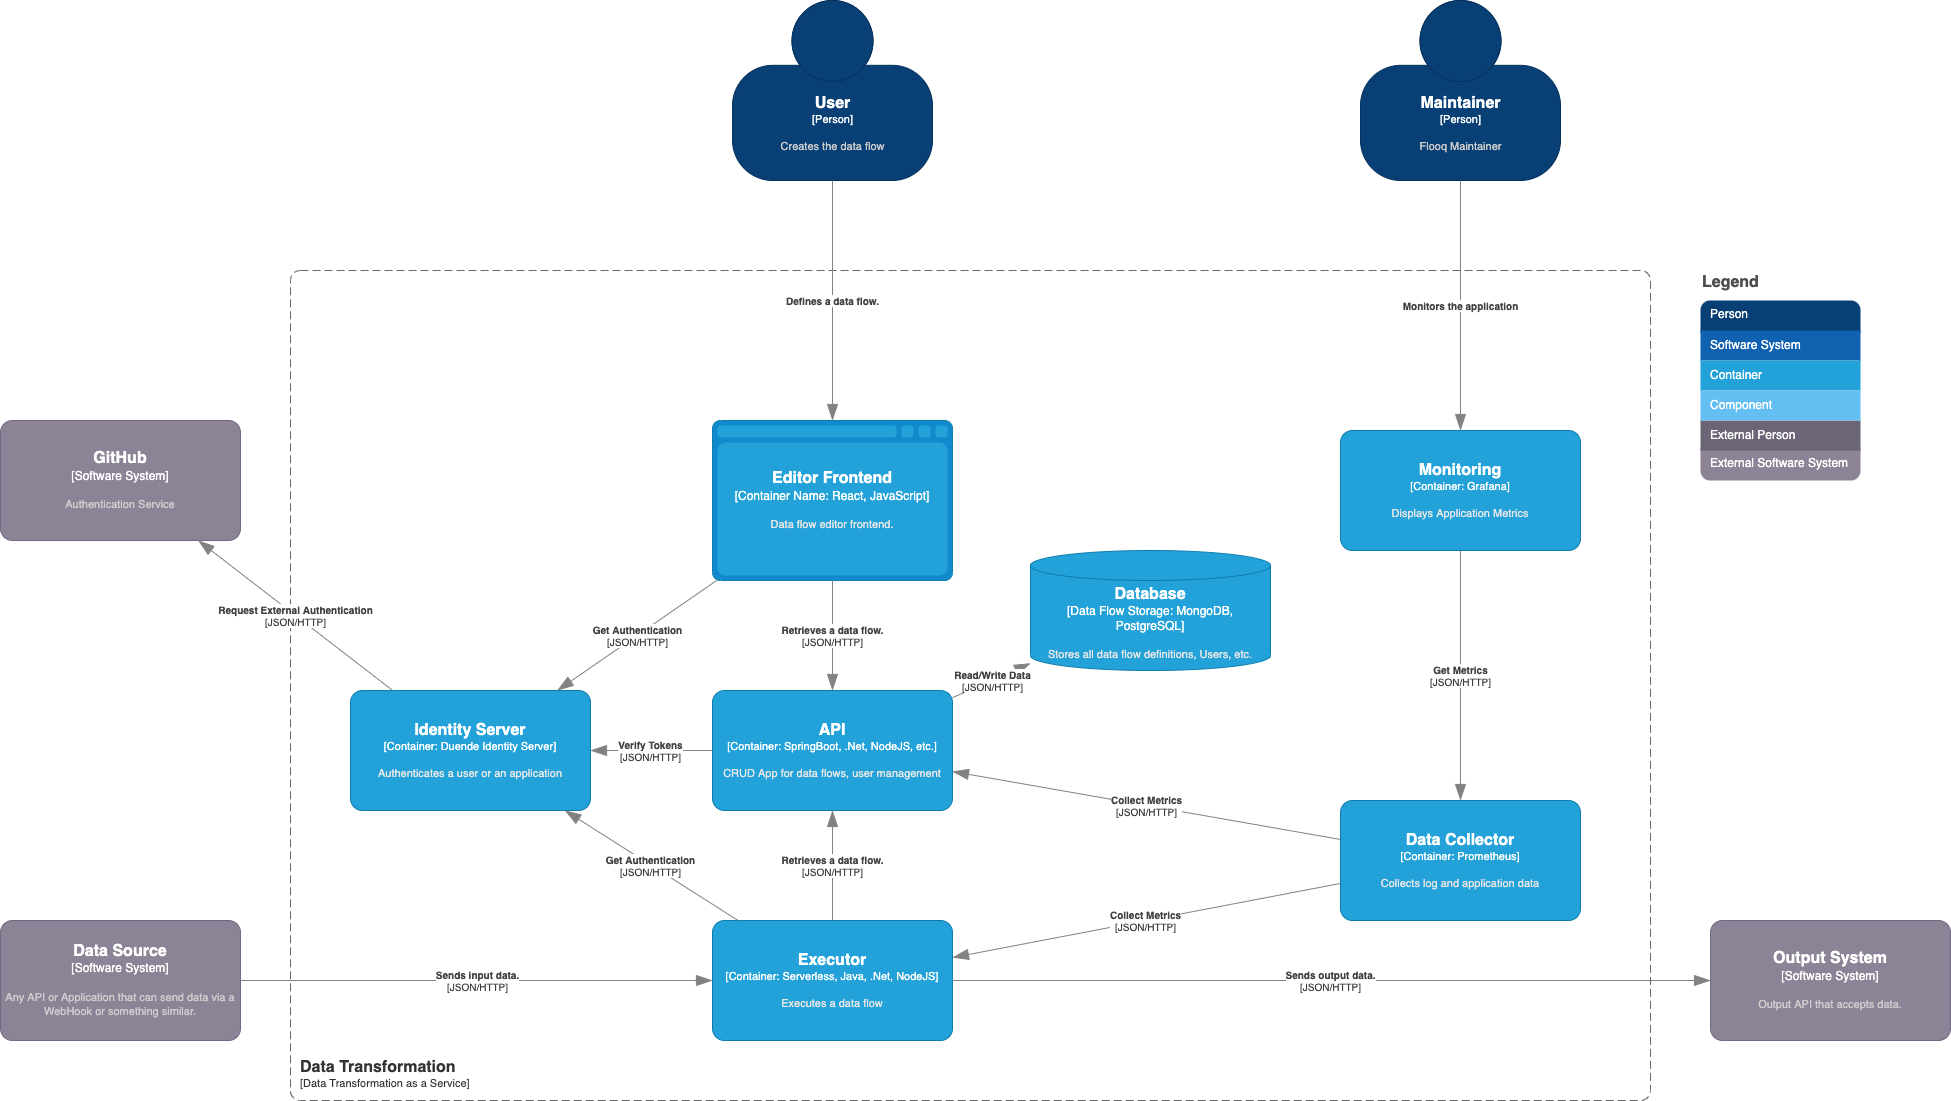 User
[Person]
Creates the data flow
Maintainer
[Person]
Flooq Maintainer
Defines a data flow.
Monitors the application
Legend
Person
Software System
Container
Component
External Person
External Software System
GitHub
[Software System]
Authentication Service
Editor Frontend
[Container Name: React, JavaScript]
Data flow editor frontend.
Monitoring
[Container: Grafana]
Displays Application Metrics
Database
[Data Flow Storage: MongoDB,
PostgreSQL]
Stores all data flow definitions, Users, etc.
Request External Authentication
[JSON/HTTP]
Get Authentication
[JSON/HTTP]
Retrieves a data flow.
[JSON/HTTP]
Read/Write Data
[JSON/HTTP]
Get Metrics
[JSON/HTTP]
Identity Server
[Container: Duende Identity Server]
Authenticates a user or an application
Verify Tokens
[JSON/HTTP]
API
[Container: SpringBoot, .Net, NodeJS, etc.]
CRUD App for data flows, user management
Collect Metrics
[JSON/HTTP]
Data Collector
[Container: Prometheus]
Collects log and application data
Get Authentication
[JSON/HTTP]
Retrieves a data flow.
[JSON/HTTP]
Collect Metrics
[JSON/HTTP]
Data Source
[Software System]
Any API or Application that can send data via a
WebHook or something similar.
Sends input data.
[JSON/HTTP]
Executor
[Container: Serverless, Java, .Net, NodeJS]
Executes a data flow
Sends output data.
[JSON/HTTP]
Output System
[Software System]
Output API that accepts data.
Data Transformation
[Data Transformation as a Service]